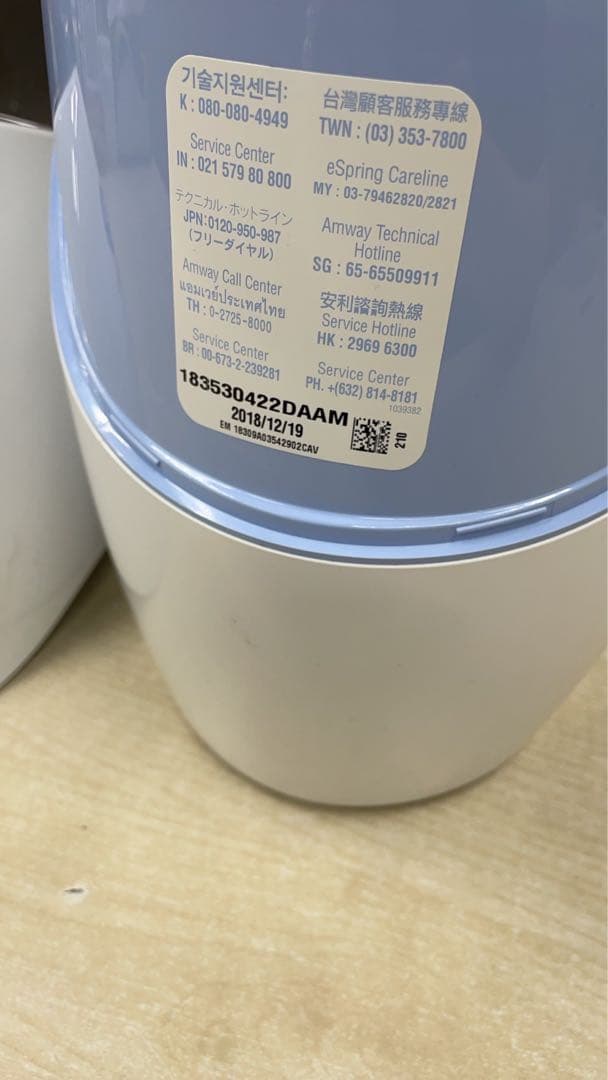 기술지원센터:
K : 080-080-4949
Service Center
IN : 021 579 80 800
テクニカル・ホットライン
JPN:0120-950-987
(フリーダイヤル)
Amway Call Center
แอมเวย์ประเทศไทย
TH : 0-2725-8000
Service Center
BR : 00-673-2-239281
台灣顧客服務專線
TWN : (03) 353-7800
eSpring Careline
MY : 03-79462820/2821
Amway Technical
Hotline
SG : 65-65509911
安利諮詢熱線
Service Hotline
HK : 2969 6300
Service Center
PH. +(632) 814-8181
1039382
183530422DAAM
2018/12/19
EM 18309A03542902CAV
210